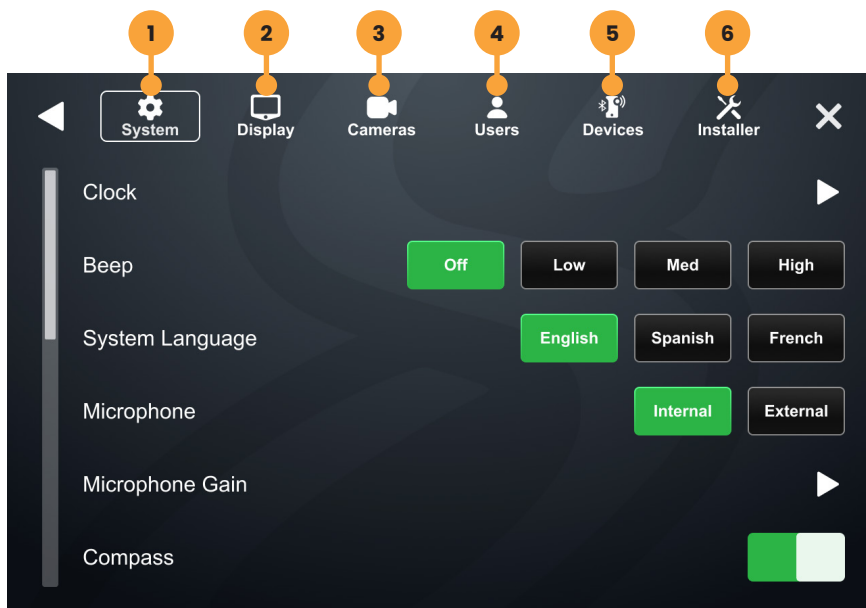 1 2 3 4 5 6
System Display Cameras Users Devices Installer
Clock
Beep Off Low Med High
System Language English Spanish French
Microphone Internal External
Microphone Gain
Compass